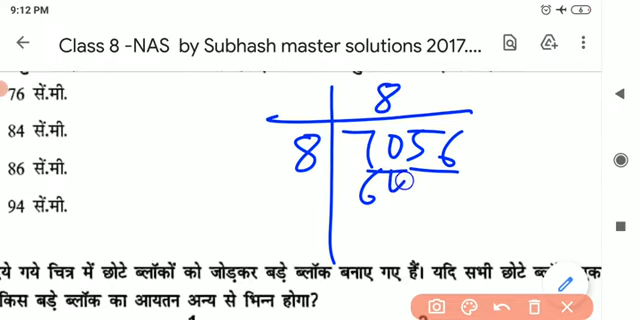 9:12 PM
6
Class 8 -NAS by Subhash master solutions 2017....
76 सें.मी.
84 सें.मी.
86 सें.मी.
94 सें.मी.
8
8 7056
64
ये गये चित्र में छोटे ब्लॉकों को जोड़कर बड़े ब्लॉक बनाए गए हैं। यदि सभी छोटे
किस बड़े ब्लॉक का आयतन अन्य से भिन्न होगा?